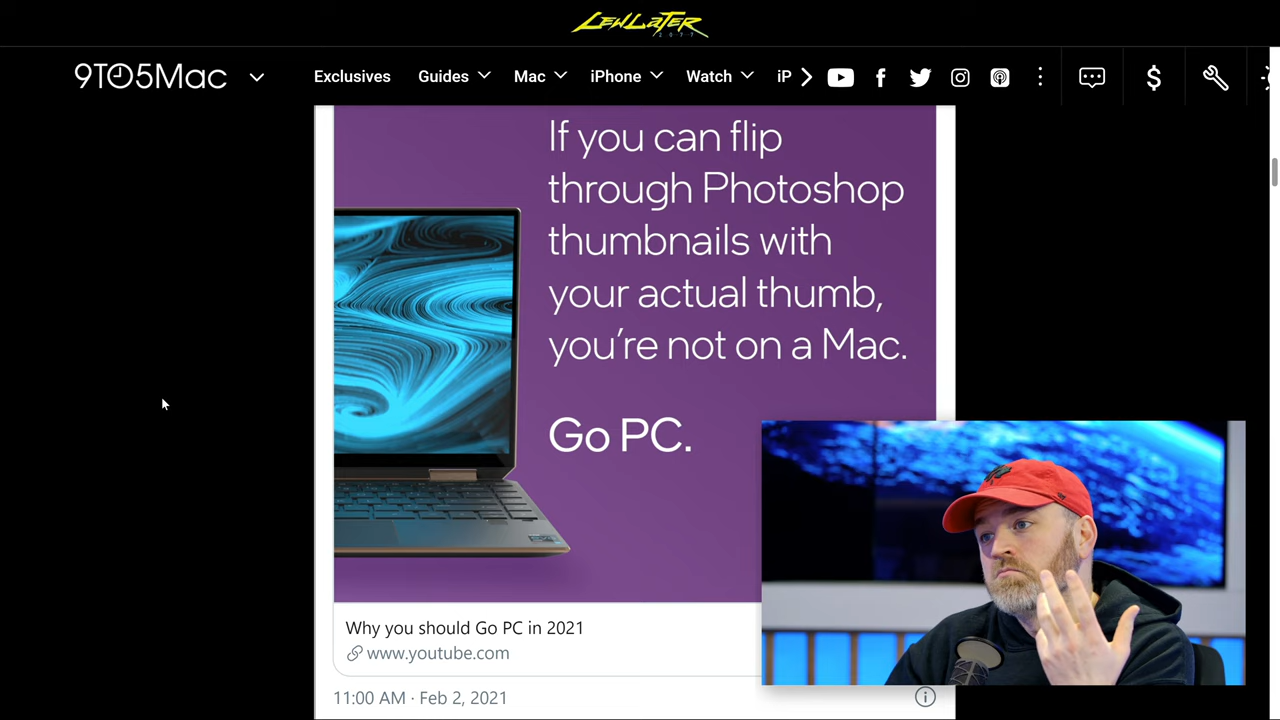 LEWLATER
2077
9TO5Mac
Exclusives Guides Mac iPhone Watch iP
If you can flip
through Photoshop
thumbnails with
your actual thumb,
you're not on a Mac.
Go PC.
Why you should Go PC in 2021
www.youtube.com
11:00 AM · Feb 2, 2021